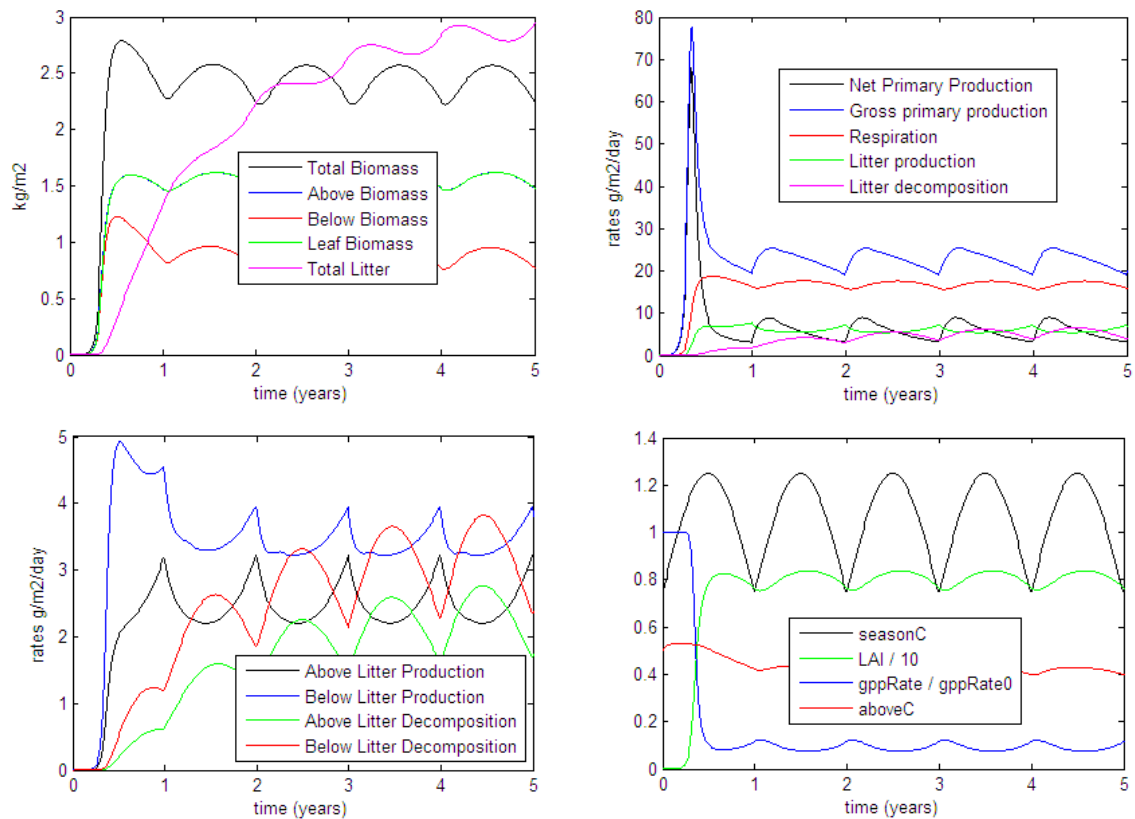 3
2.5
2
1.5
1
0.5
0
kg/m2
Total Biomass
Above Biomass
Below Biomass
Leaf Biomass
Total Litter
0 1 2 3 4 5
time (years)
80
70
60
50
40
30
20
10
0
rates g/m2/day
Net Primary Production
Gross primary production
Respiration
Litter production
Litter decomposition
0 1 2 3 4 5
time (years)
5
4
3
2
1
0
rates g/m2/day
Above Litter Production
Below Litter Production
Above Litter Decomposition
Below Litter Decomposition
0 1 2 3 4 5
time (years)
1.4
1.2
1
0.8
0.6
0.4
0.2
0
seasonC
LAI / 10
gppRate / gppRate0
aboveC
0 1 2 3 4 5
time (years)